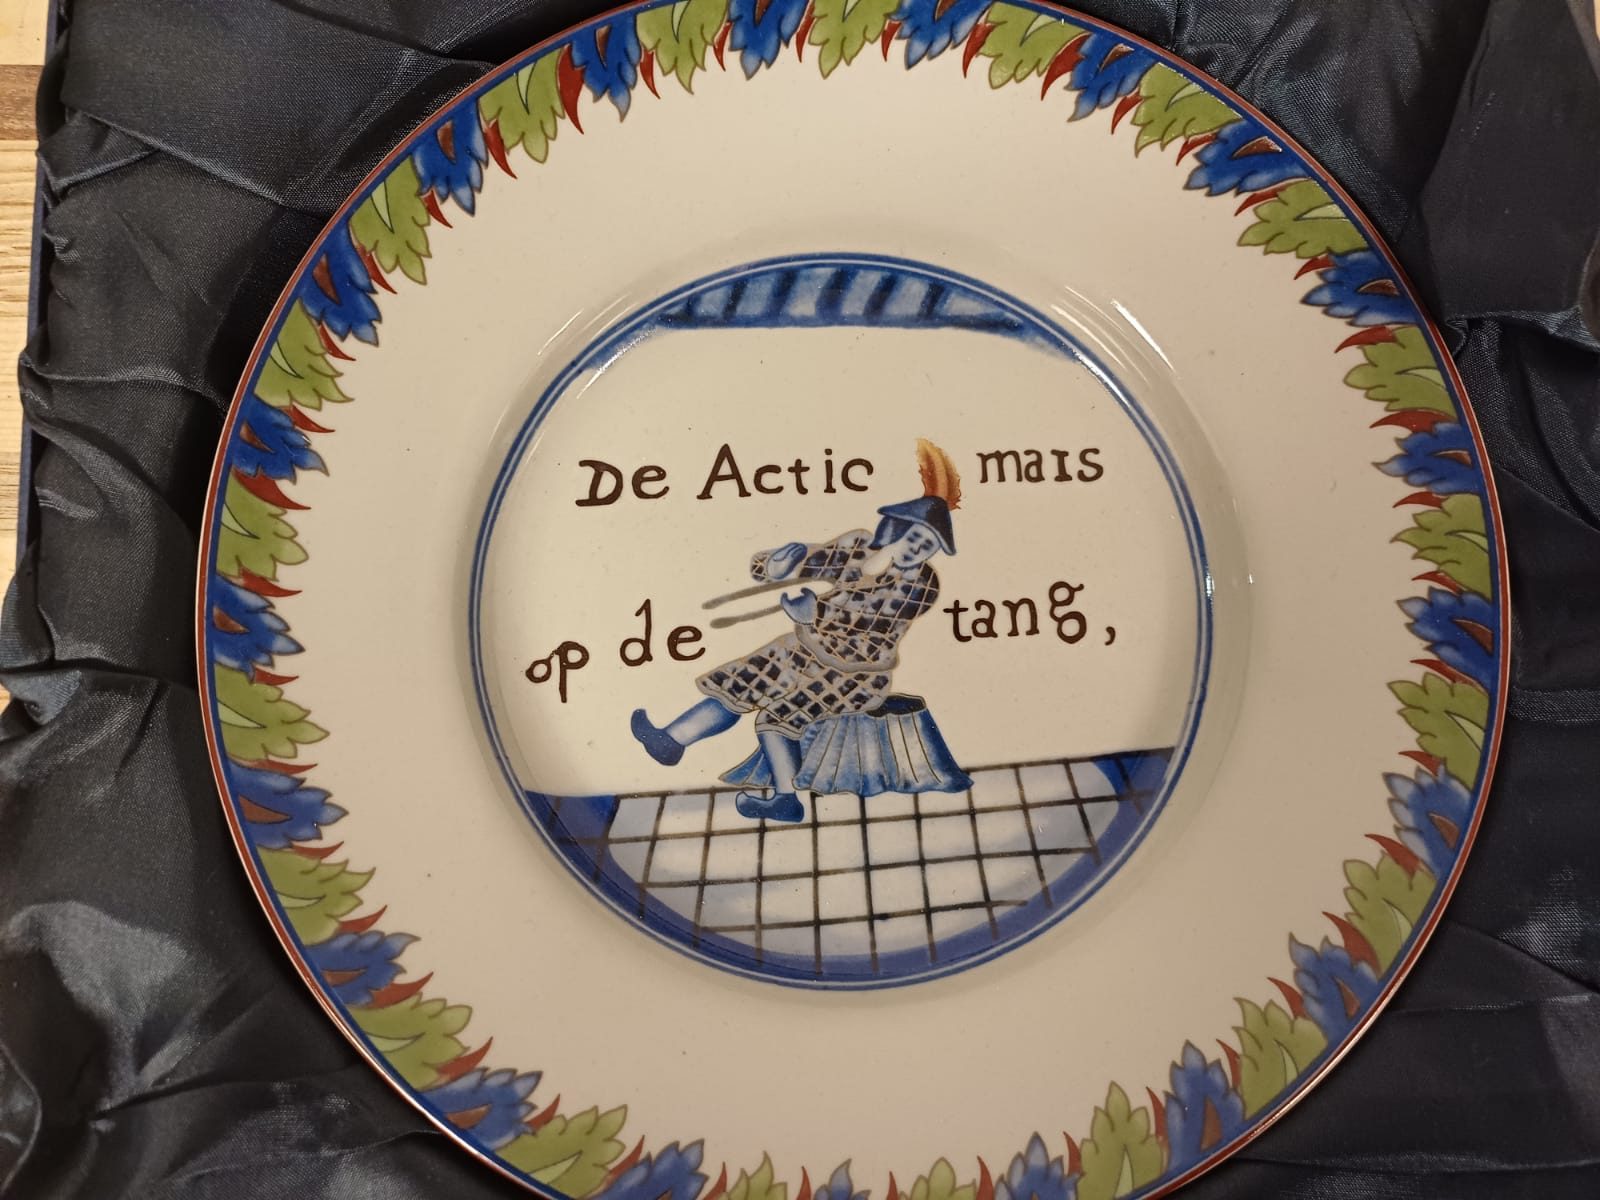 De Actic mais
op de tang,